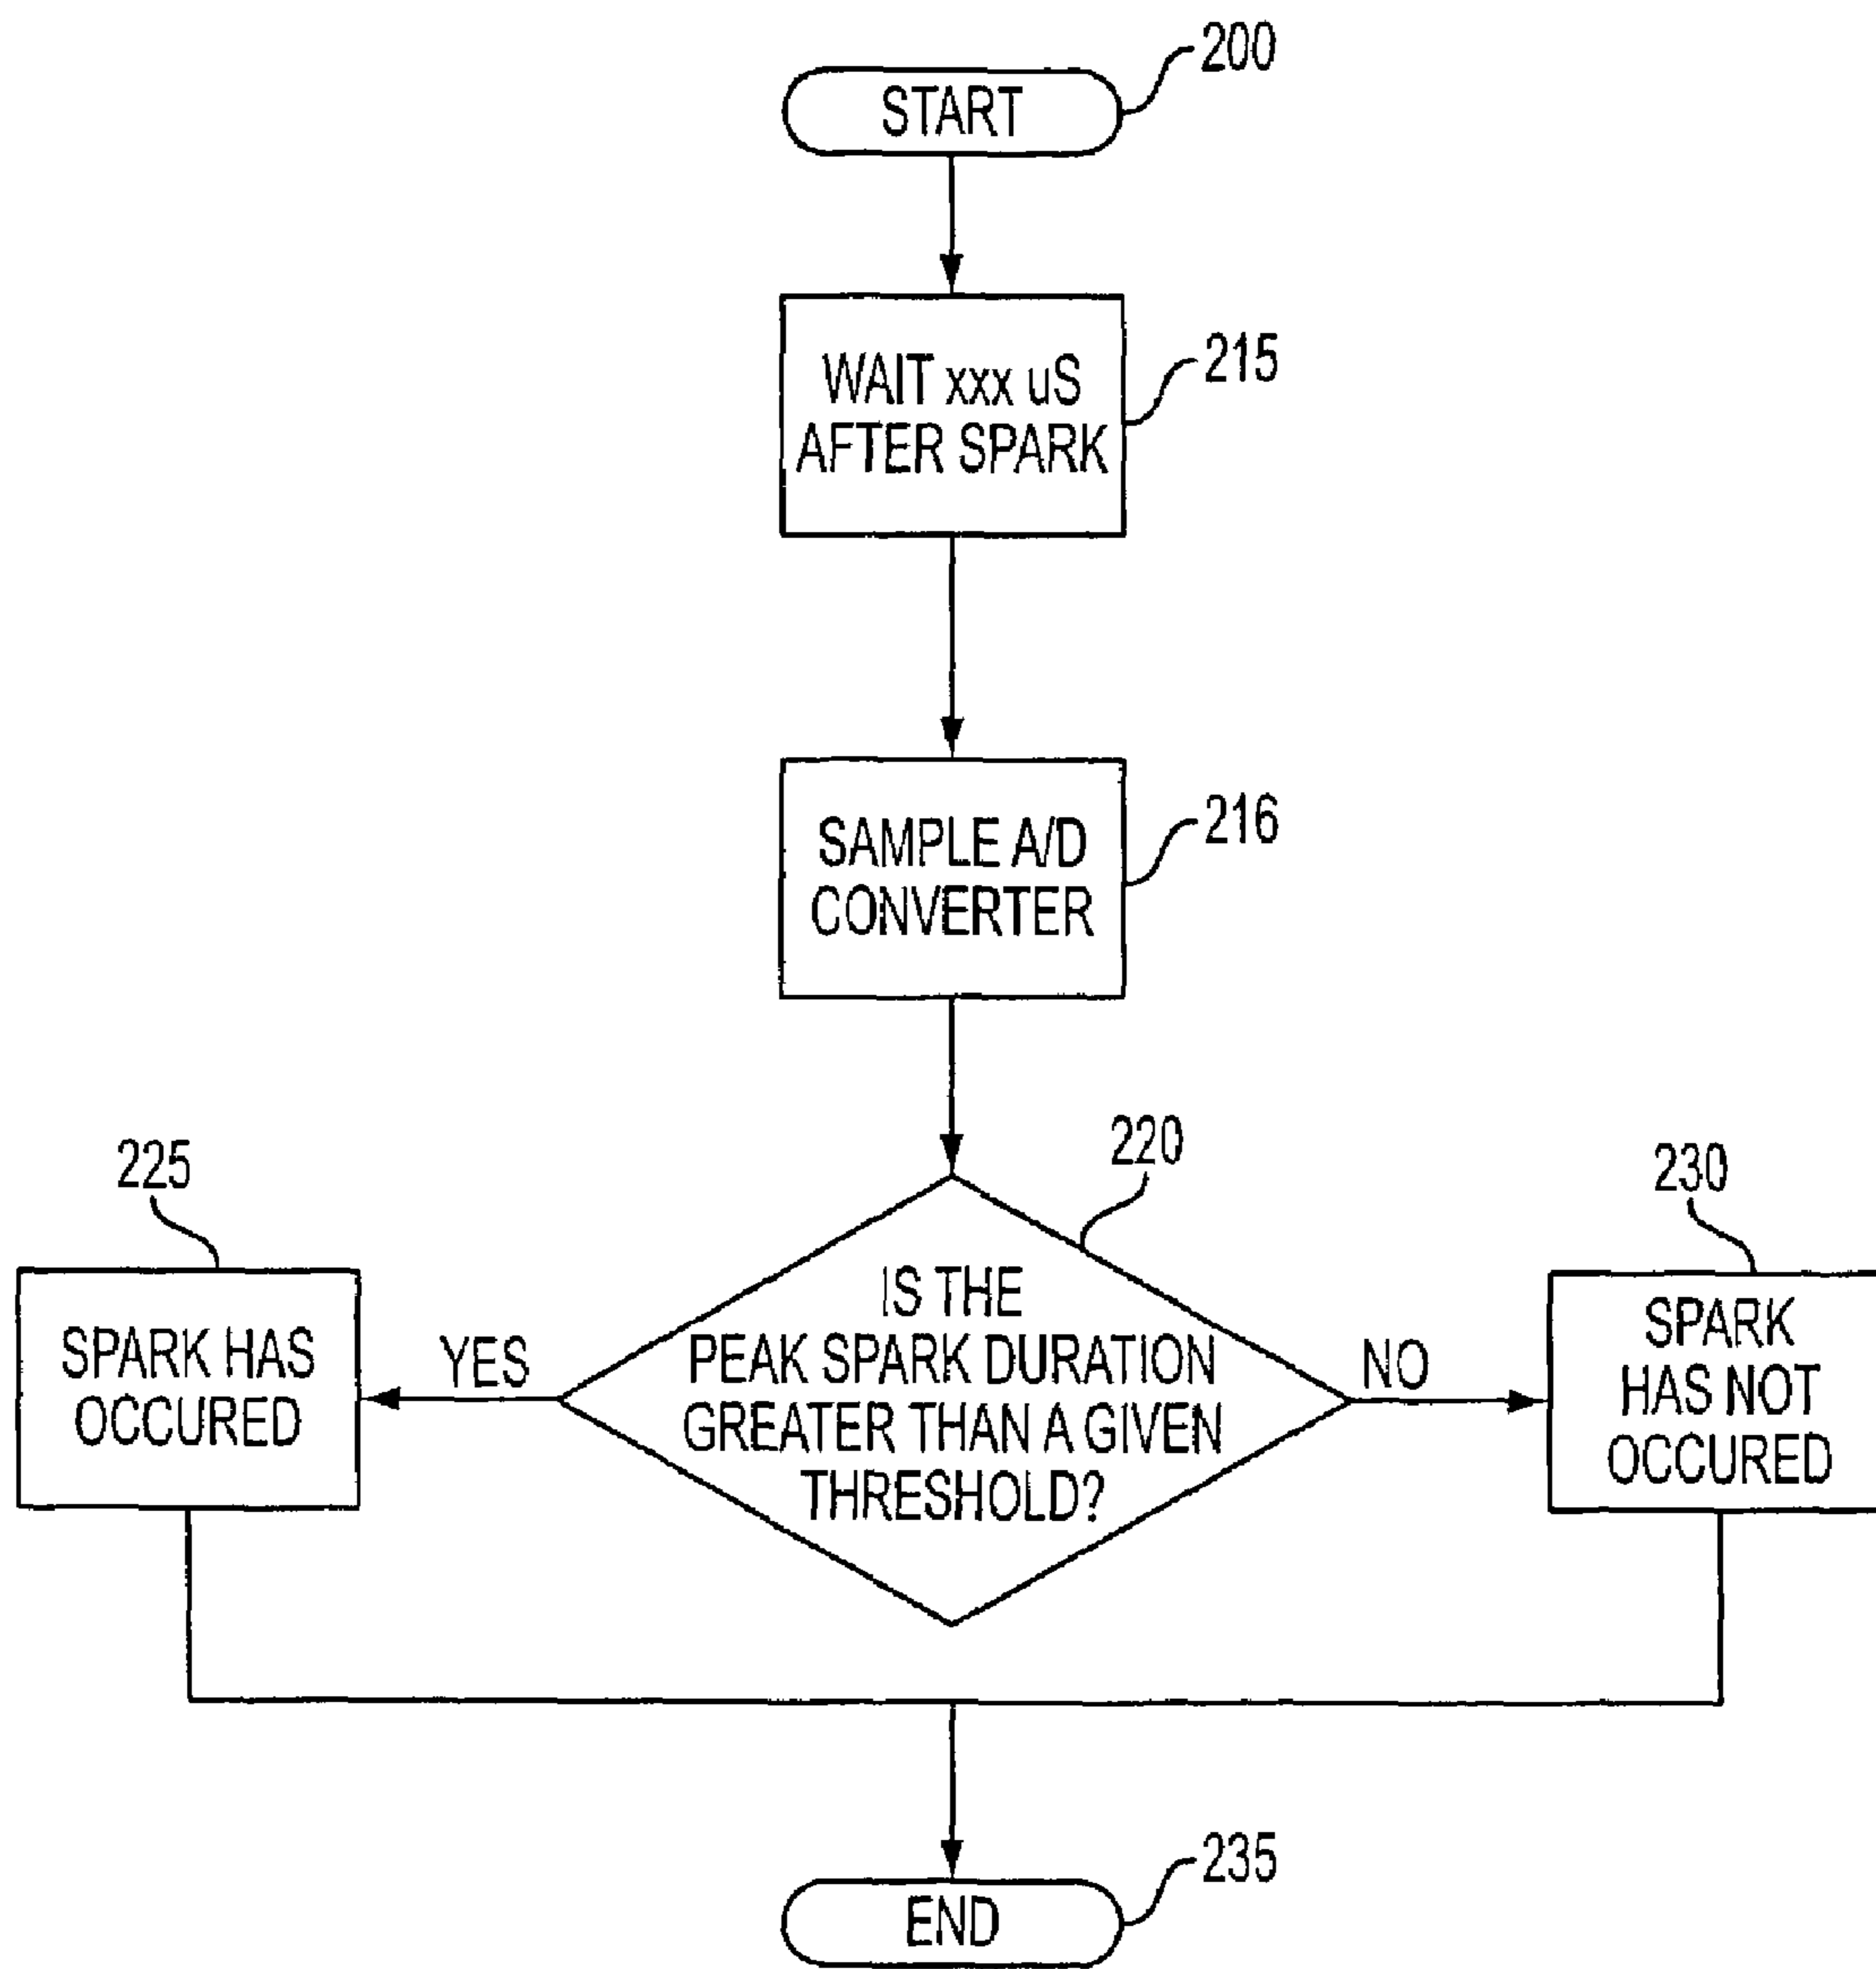 200
START
215
WAIT xxx uS
AFTER SPARK
216
SAMPLE A/D
CONVERTER
220
IS THE
PEAK SPARK DURATION
GREATER THAN A GIVEN
THRESHOLD?
225
YES
SPARK HAS
OCCURED
230
NO
SPARK
HAS NOT
OCCURED
235
END